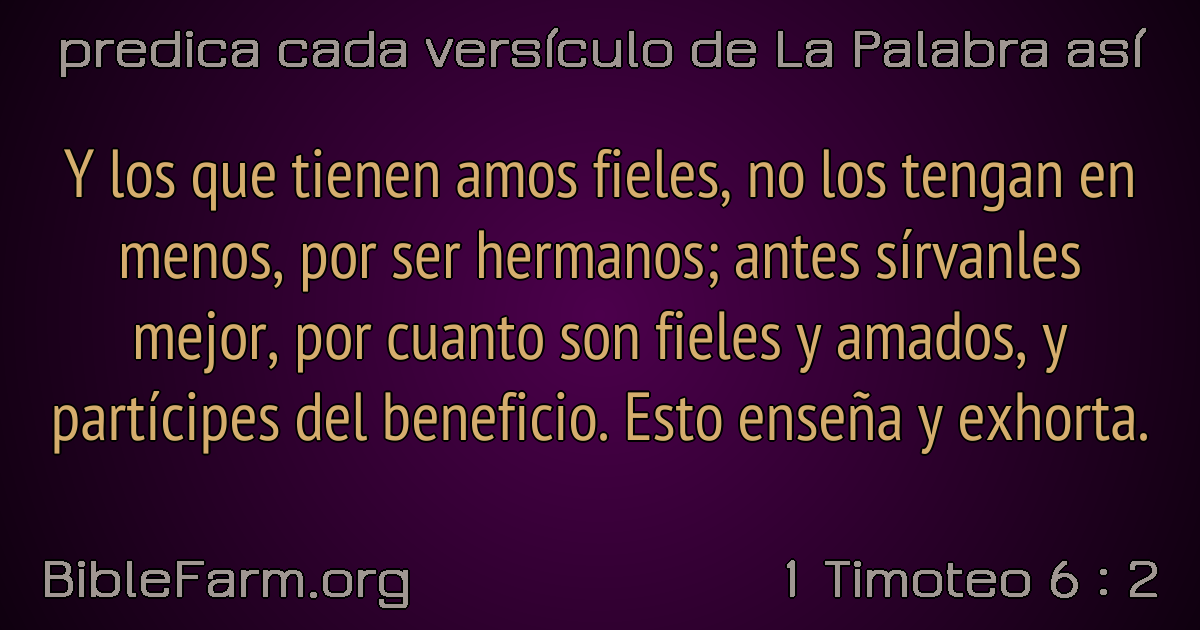 predica cada versículo de La Palabra así
Y los que tienen amos fieles, no los tengan en
menos, por ser hermanos; antes sírvanles
mejor, por cuanto son fieles y amados, y
partícipes del beneficio. Esto enseña y exhorta.
BibleFarm.org
1 Timoteo 6 : 2